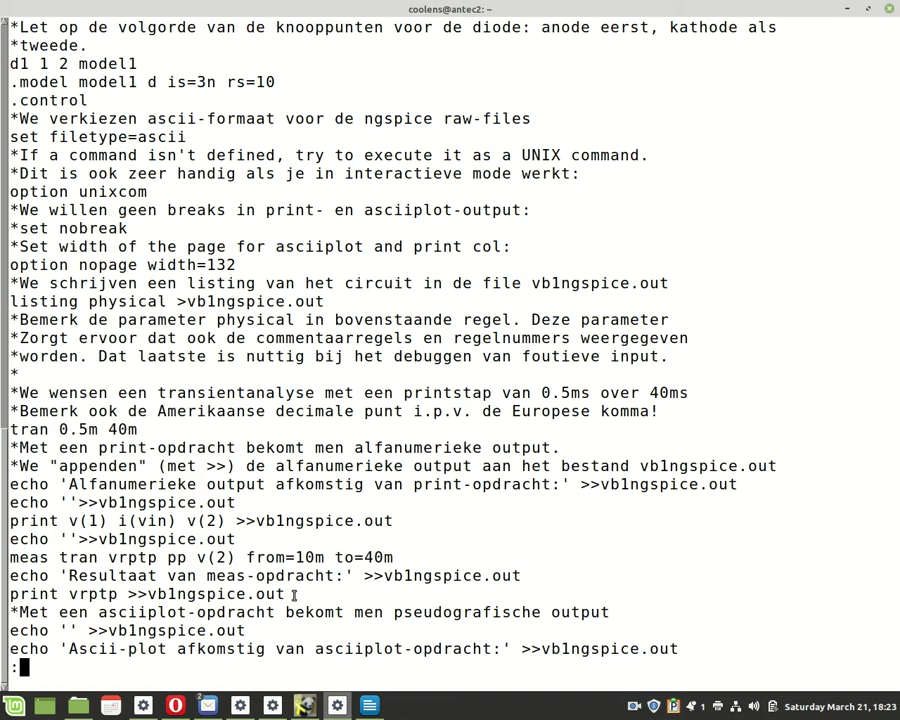 coolens@antec2: ~
*Let op de volgorde van de knooppunten voor de diode: anode eerst, kathode als
*tweede.
d1 1 2 model1
.model model1 d is=3n rs=10
.control
*We verkiezen ascii-formaat voor de ngspice raw-files
set filetype=ascii
*If a command isn't defined, try to execute it as a UNIX command.
*Dit is ook zeer handig als je in interactieve mode werkt:
option unixcom
*We willen geen breaks in print- en asciiplot-output:
*set nobreak
*Set width of the page for asciiplot and print col:
option nopage width=132
*We schrijven een listing van het circuit in de file vb1ngspice.out
listing physical >vb1ngspice.out
*Bemerk de parameter physical in bovenstaande regel. Deze parameter
*Zorgt ervoor dat ook de commentaarregels en regelnummers weergegeven
*worden. Dat laatste is nuttig bij het debuggen van foutieve input.
*
*We wensen een transientanalyse met een printstap van 0.5ms over 40ms
*Bemerk ook de Amerikaanse decimale punt i.p.v. de Europese komma!
tran 0.5m 40m
*Met een print-opdracht bekomt men alfanumerieke output.
*We "appenden" (met >>) de alfanumerieke output aan het bestand vb1ngspice.out
echo 'Alfanumerieke output afkomstig van print-opdracht:' >>vb1ngspice.out
echo ''>>vb1ngspice.out
print v(1) i(vin) v(2) >>vb1ngspice.out
echo ''>>vb1ngspice.out
meas tran vrptp pp v(2) from=10m to=40m
echo 'Resultaat van meas-opdracht:' >>vb1ngspice.out
print vrptp >>vb1ngspice.out
*Met een asciiplot-opdracht bekomt men pseudografische output
echo '' >>vb1ngspice.out
echo 'Ascii-plot afkomstig van asciiplot-opdracht:' >>vb1ngspice.out
:
1 Saturday March 21, 18:23